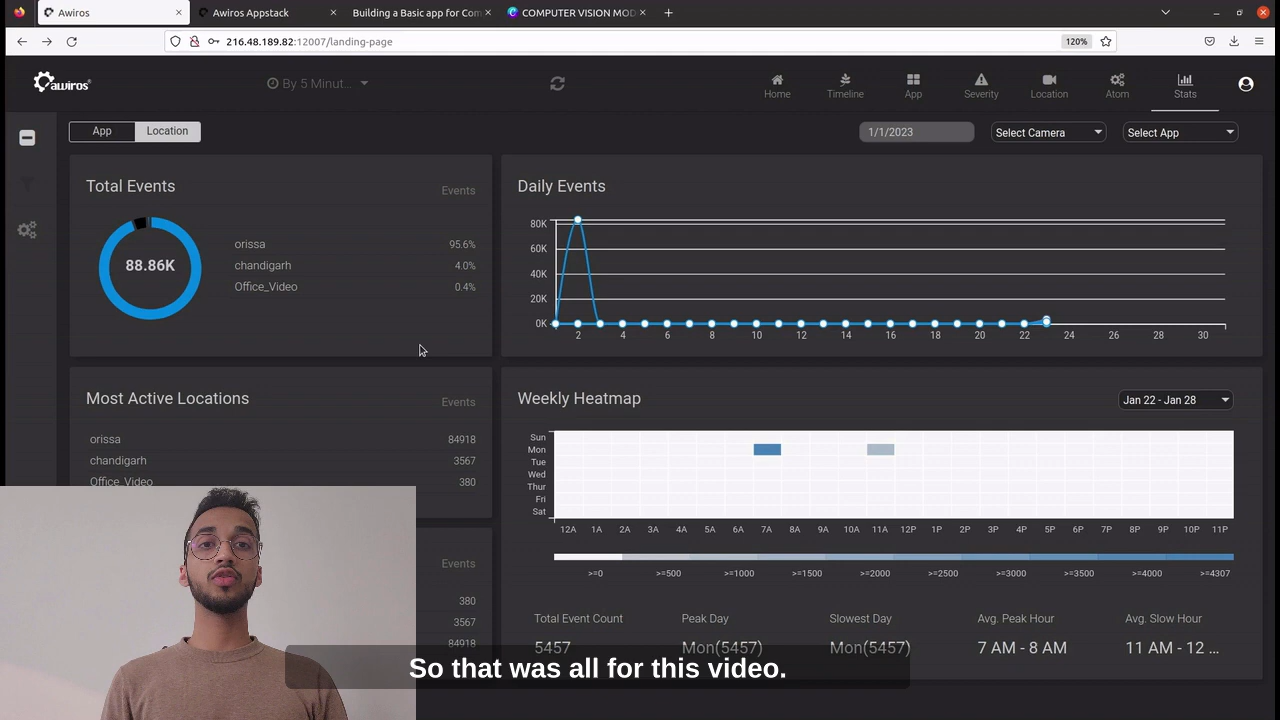 Awiros
Awiros Appstack
Building a Basic app for Com
COMPUTER VISION MOD
216.48.189.82:12007/landing-page
120%
awiros
By 5 Minut...
Home
Timeline
App
Severity
Location
Atom
Stats
App
Location
1/1/2023
Select Camera
Select App
Total Events
Events
88.86K
orissa 95.6%
chandigarh 4.0%
Office_Video 0.4%
Daily Events
80K
60K
40K
20K
0K
2 4 6 8 10 12 14 16 18 20 22 24 26 28 30
Most Active Locations
Events
orissa 84918
chandigarh 3567
Office_Video 380
Events
380
3567
84918
Weekly Heatmap
Jan 22 - Jan 28
Sun
Mon
Tue
Wed
Thur
Fri
Sat
12A 1A 2A 3A 4A 5A 6A 7A 8A 9A 10A 11A 12P 1P 2P 3P 4P 5P 6P 7P 8P 9P 10P 11P
>=0 >=500 >=1000 >=1500 >=2000 >=2500 >=3000 >=3500 >=4000 >=4307
Total Event Count Peak Day Slowest Day Avg. Peak Hour Avg. Slow Hour
5457 Mon(5457) Mon(5457) 7 AM - 8 AM 11 AM - 12 ...
So that was all for this video.